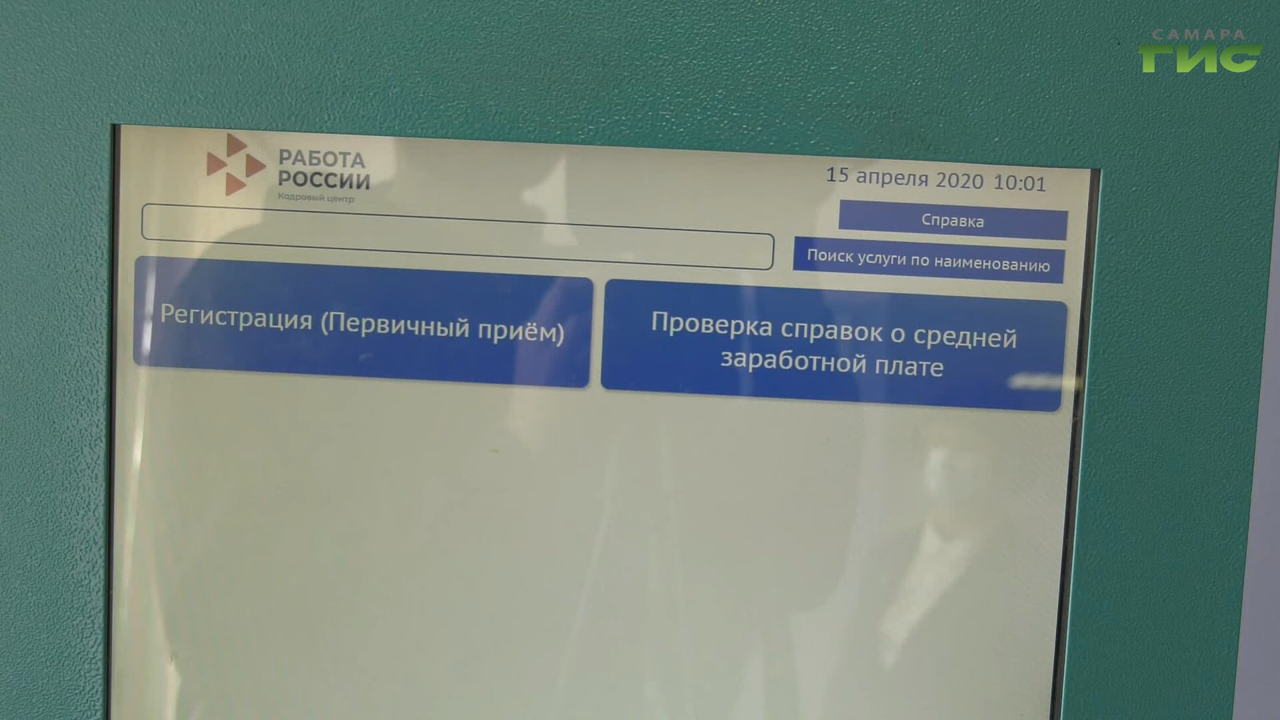 САМАРА
ГИС
РАБОТА
РОССИИ
Кадровый центр
15 апреля 2020 10:01
Справка
Поиск услуги по наименованию
Регистрация (Первичный приём)
Проверка справок о средней
заработной плате